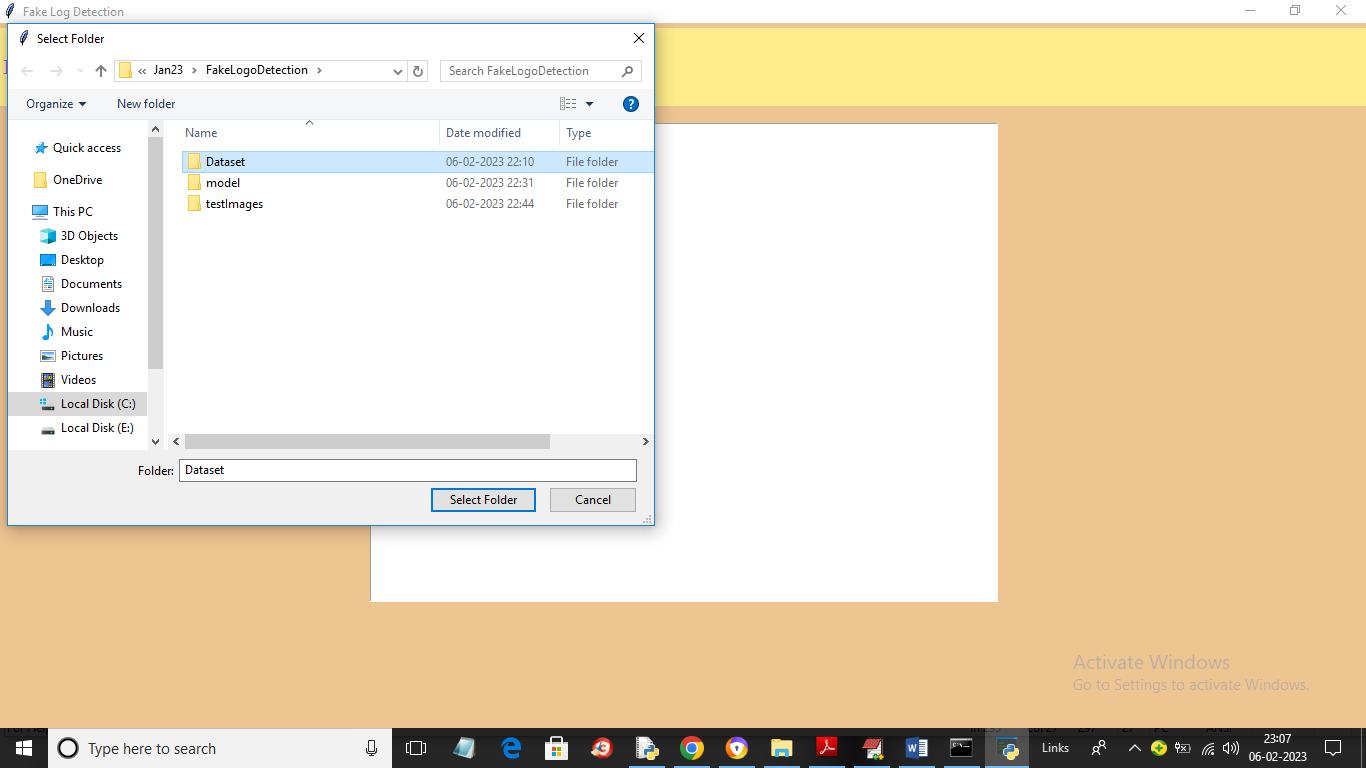 Fake Log Detection
Select Folder
« Jan23 › FakeLogoDetection ›
Search FakeLogoDetection
Organize
New folder
?
Name
Date modified
Type
Dataset 06-02-2023 22:10 File folder
model 06-02-2023 22:31 File folder
testImages 06-02-2023 22:44 File folder
Quick access
OneDrive
This PC
3D Objects
Desktop
Documents
Downloads
Music
Pictures
Videos
Local Disk (C:)
Local Disk (E:)
Folder: Dataset
Select Folder
Cancel
Activate Windows
Go to Settings to activate Windows.
Type here to search
Links
23:07
06-02-2023